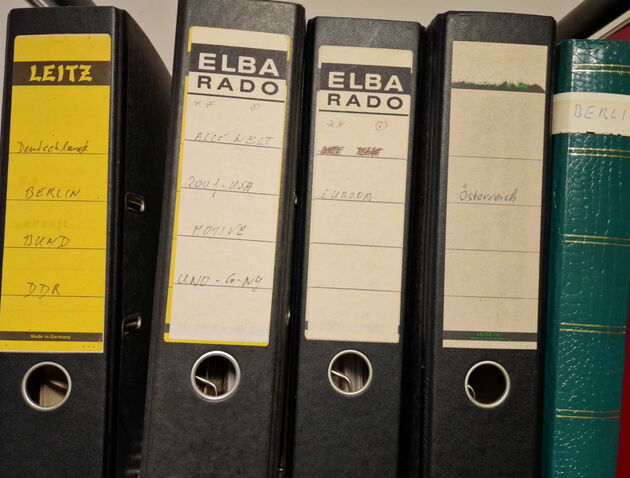 LEITZ
Deutschland
BERLIN
BUND
DDR
Made in Germany
ELBA
RADO
** ☉
ALLE WELT
2001-USA
MOTIVE
UNO-G-NY
ELBA
RADO
** ☉
EUROPA
Österreich
LEITZ
BERLIN